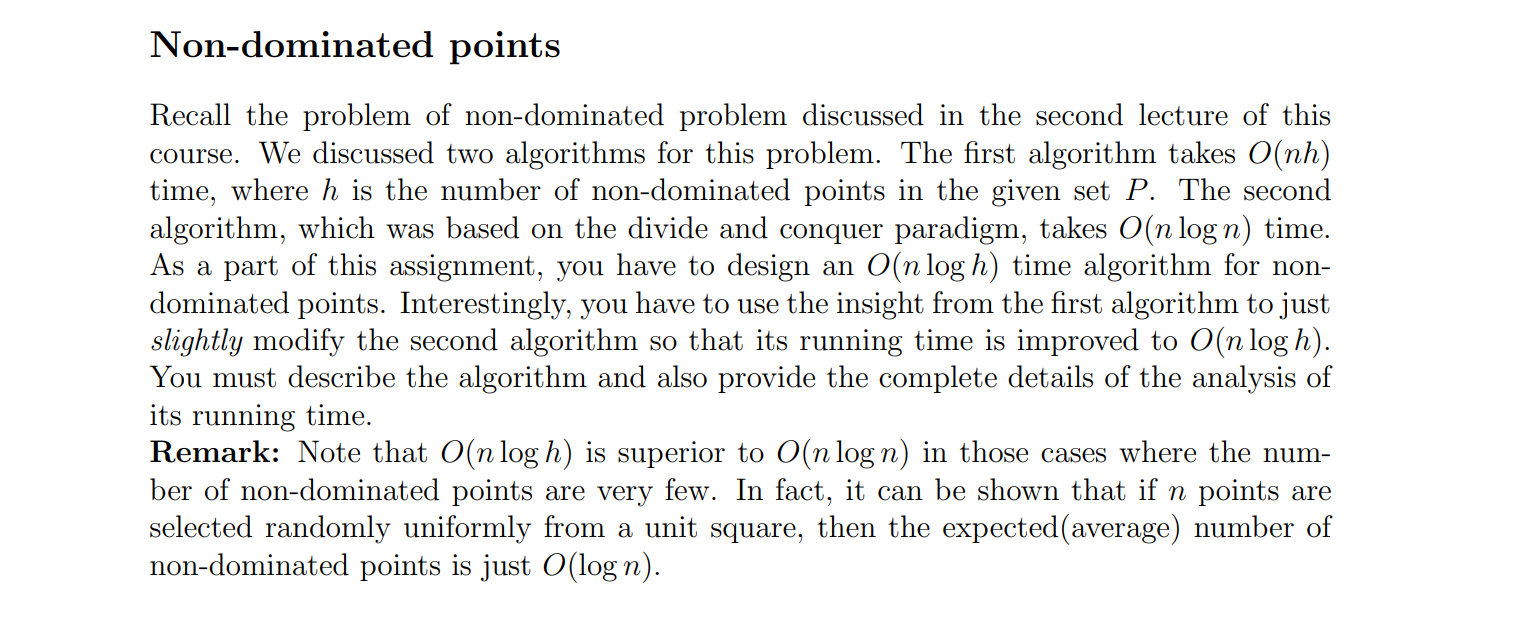 Non-dominated points
Recall the problem of non-dominated problem discussed in the second lecture of this
course. We discussed two algorithms for this problem. The first algorithm takes O(nh)
time, where h is the number of non-dominated points in the given set P. The second
algorithm, which was based on the divide and conquer paradigm, takes O(n log n) time.
As a part of this assignment, you have to design an O(n log h) time algorithm for non-
dominated points. Interestingly, you have to use the insight from the first algorithm to just
slightly modify the second algorithm so that its running time is improved to O(n log h).
You must describe the algorithm and also provide the complete details of the analysis of
its running time.
Remark: Note that O(n log h) is superior to O(n log n) in those cases where the num-
ber of non-dominated points are very few. In fact, it can be shown that if n points are
selected randomly uniformly from a unit square, then the expected(average) number of
non-dominated points is just O(log n).